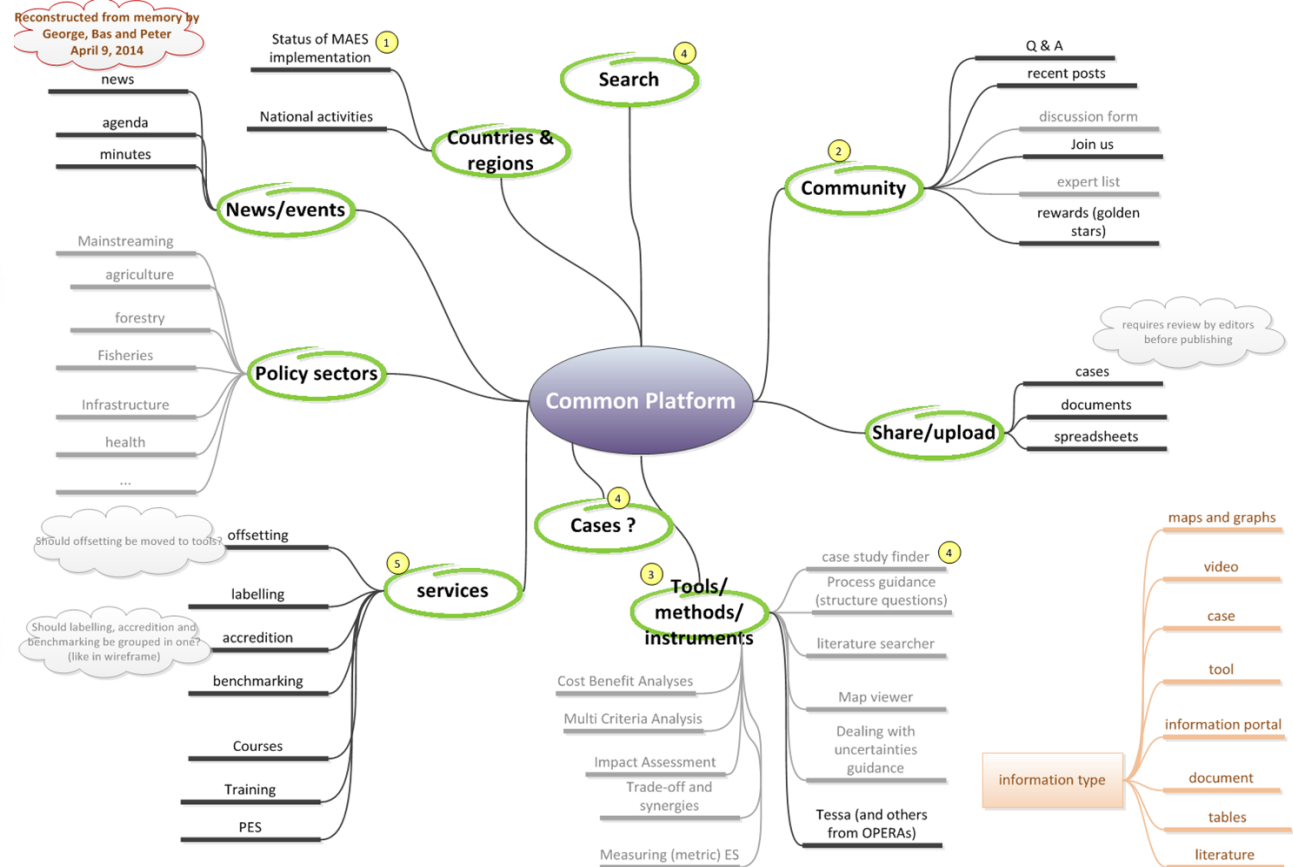 Reconstructed from memory by
George, Bas and Peter
April 9, 2014
news
agenda
minutes
News/events
Status of MAES
implementation
1
National activities
Countries &
regions
4
Search
2
Community
Q & A
recent posts
discussion form
Join us
expert list
rewards (golden
stars)
Mainstreaming
agriculture
forestry
Fisheries
Infrastructure
health
...
Policy sectors
Common Platform
requires review by editors
before publishing
Share/upload
cases
documents
spreadsheets
4
Cases ?
Should offsetting be moved to tools?
offsetting
labelling
Should labelling, accredition and
benchmarking be grouped in one?
(like in wireframe)
accredition
benchmarking
Courses
Training
PES
5
services
3
Tools/
methods/
instruments
case study finder
4
Process guidance
(structure questions)
literature searcher
Map viewer
Dealing with
uncertainties
guidance
Tessa (and others
from OPERAs)
Cost Benefit Analyses
Multi Criteria Analysis
Impact Assessment
Trade-off and
synergies
Measuring (metric) ES
information type
maps and graphs
video
case
tool
information portal
document
tables
literature